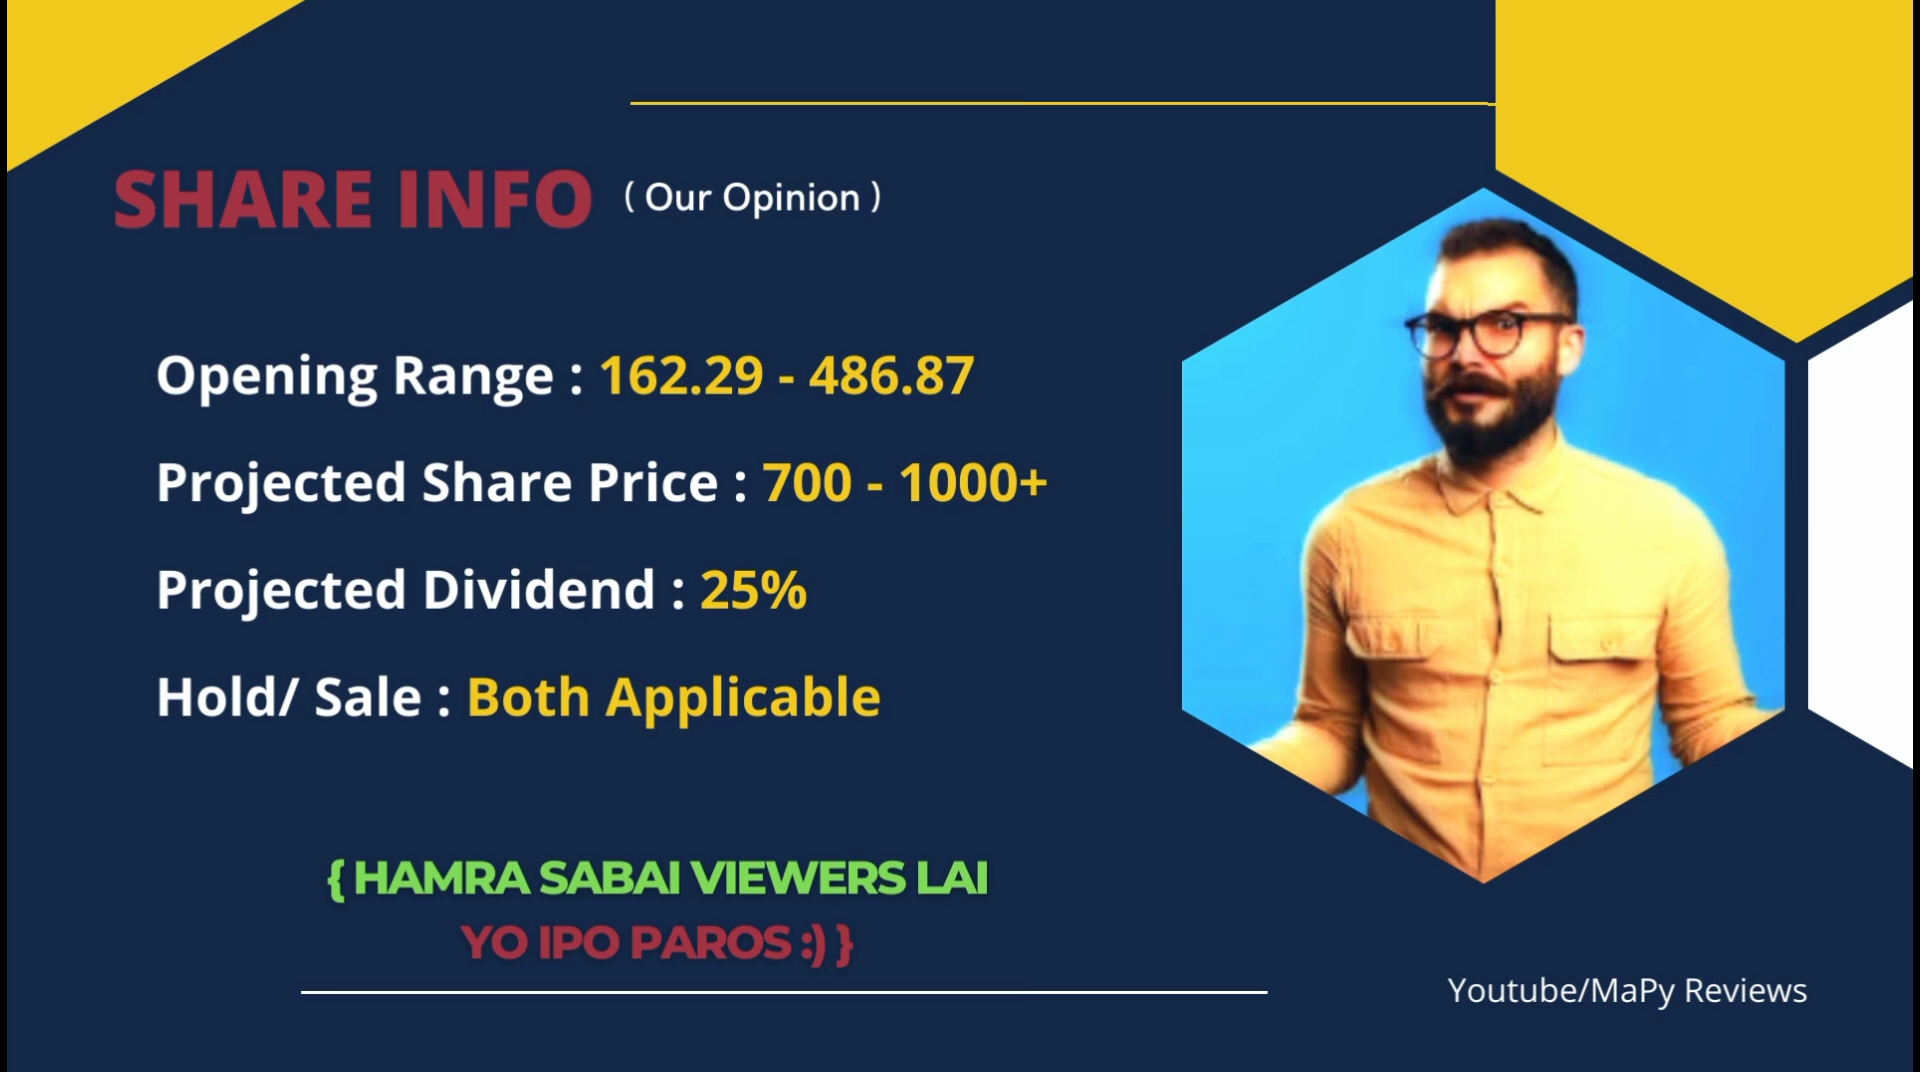 SHARE INFO ( Our Opinion )
Opening Range : 162.29 - 486.87
Projected Share Price : 700 - 1000+
Projected Dividend : 25%
Hold/ Sale : Both Applicable
{ HAMRA SABAI VIEWERS LAI
YO IPO PAROS :) }
Youtube/MaPy Reviews